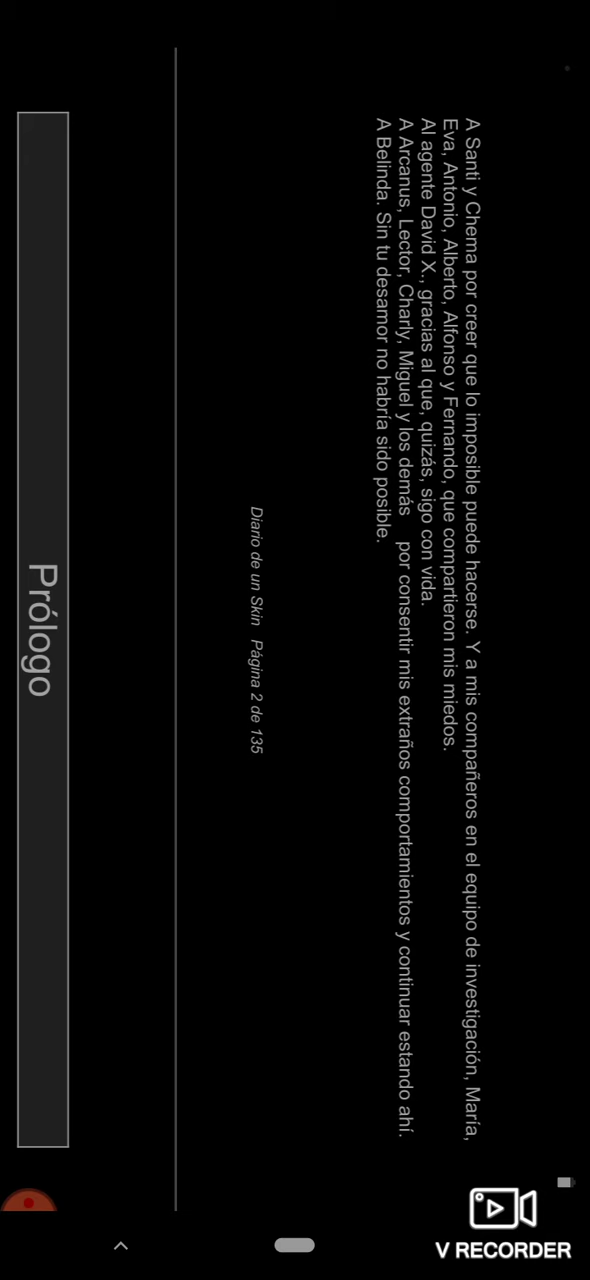 A Santi y Chema por creer que lo imposible puede hacerse. Y a mis compañeros en el equipo de investigación, María,
Eva, Antonio, Alberto, Alfonso y Fernando, que compartieron mis miedos.
Al agente David X., gracias al que, quizás, sigo con vida.
A Arcanus, Lector, Charly, Miguel y los demás por consentir mis extraños comportamientos y continuar estando ahí.
A Belinda. Sin tu desamor no habría sido posible.
Diario de un Skin Página 2 de 135
Prólogo
V RECORDER